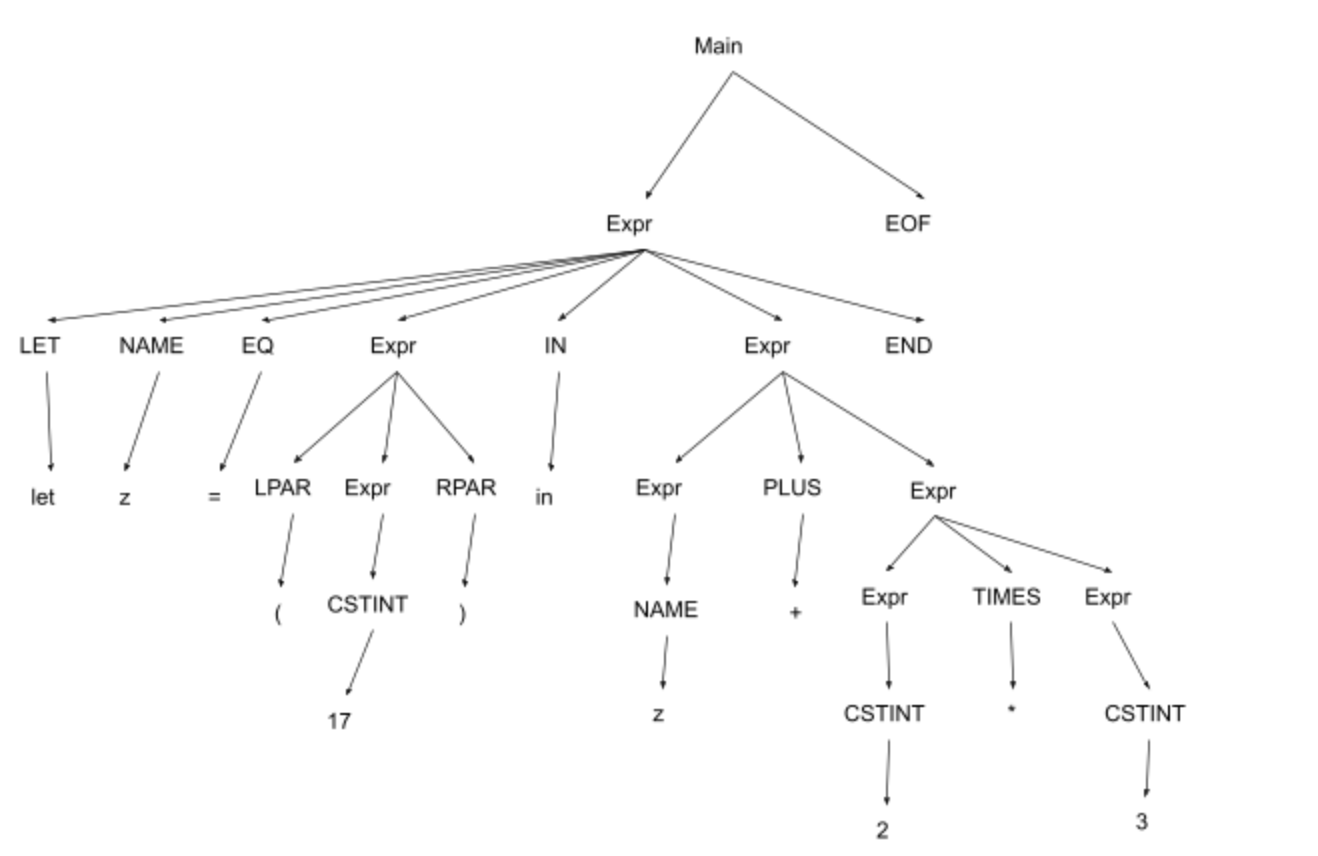 Main
Expr EOF
LET NAME EQ Expr IN Expr END
let z = LPAR Expr RPAR in Expr PLUS Expr
( CSTINT ) NAME + Expr TIMES Expr
17 z CSTINT * CSTINT
2 3